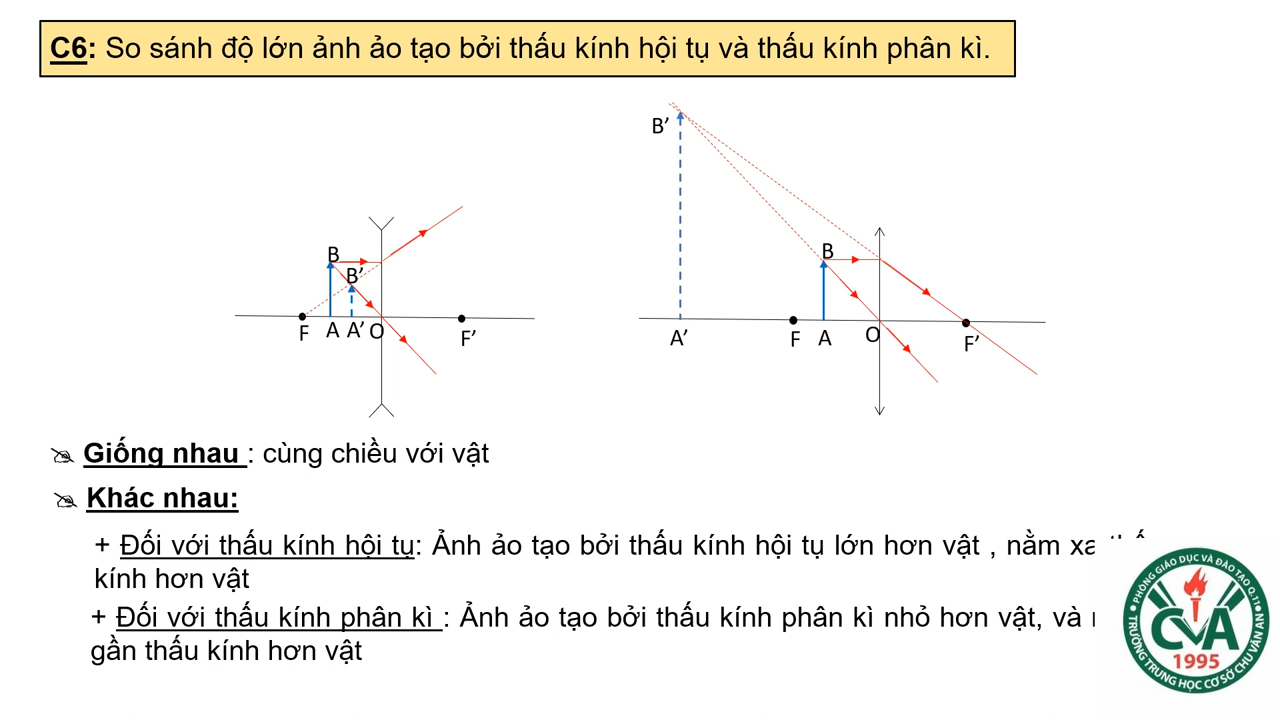 C6: So sánh độ lớn ảnh ảo tạo bởi thấu kính hội tụ và thấu kính phân kì.
B'
B
B'
F A A' O F'
B
A' F A O F'
Giống nhau : cùng chiều với vật
Khác nhau:
+ Đối với thấu kính hội tụ: Ảnh ảo tạo bởi thấu kính hội tụ lớn hơn vật , nằm xa
kính hơn vật
+ Đối với thấu kính phân kì : Ảnh ảo tạo bởi thấu kính phân kì nhỏ hơn vật, và
gần thấu kính hơn vật
PHÒNG GIÁO DỤC VÀ ĐÀO TẠO Q.11
CVA
1995
TRƯỜNG TRUNG HỌC CƠ SỞ CHU VĂN AN